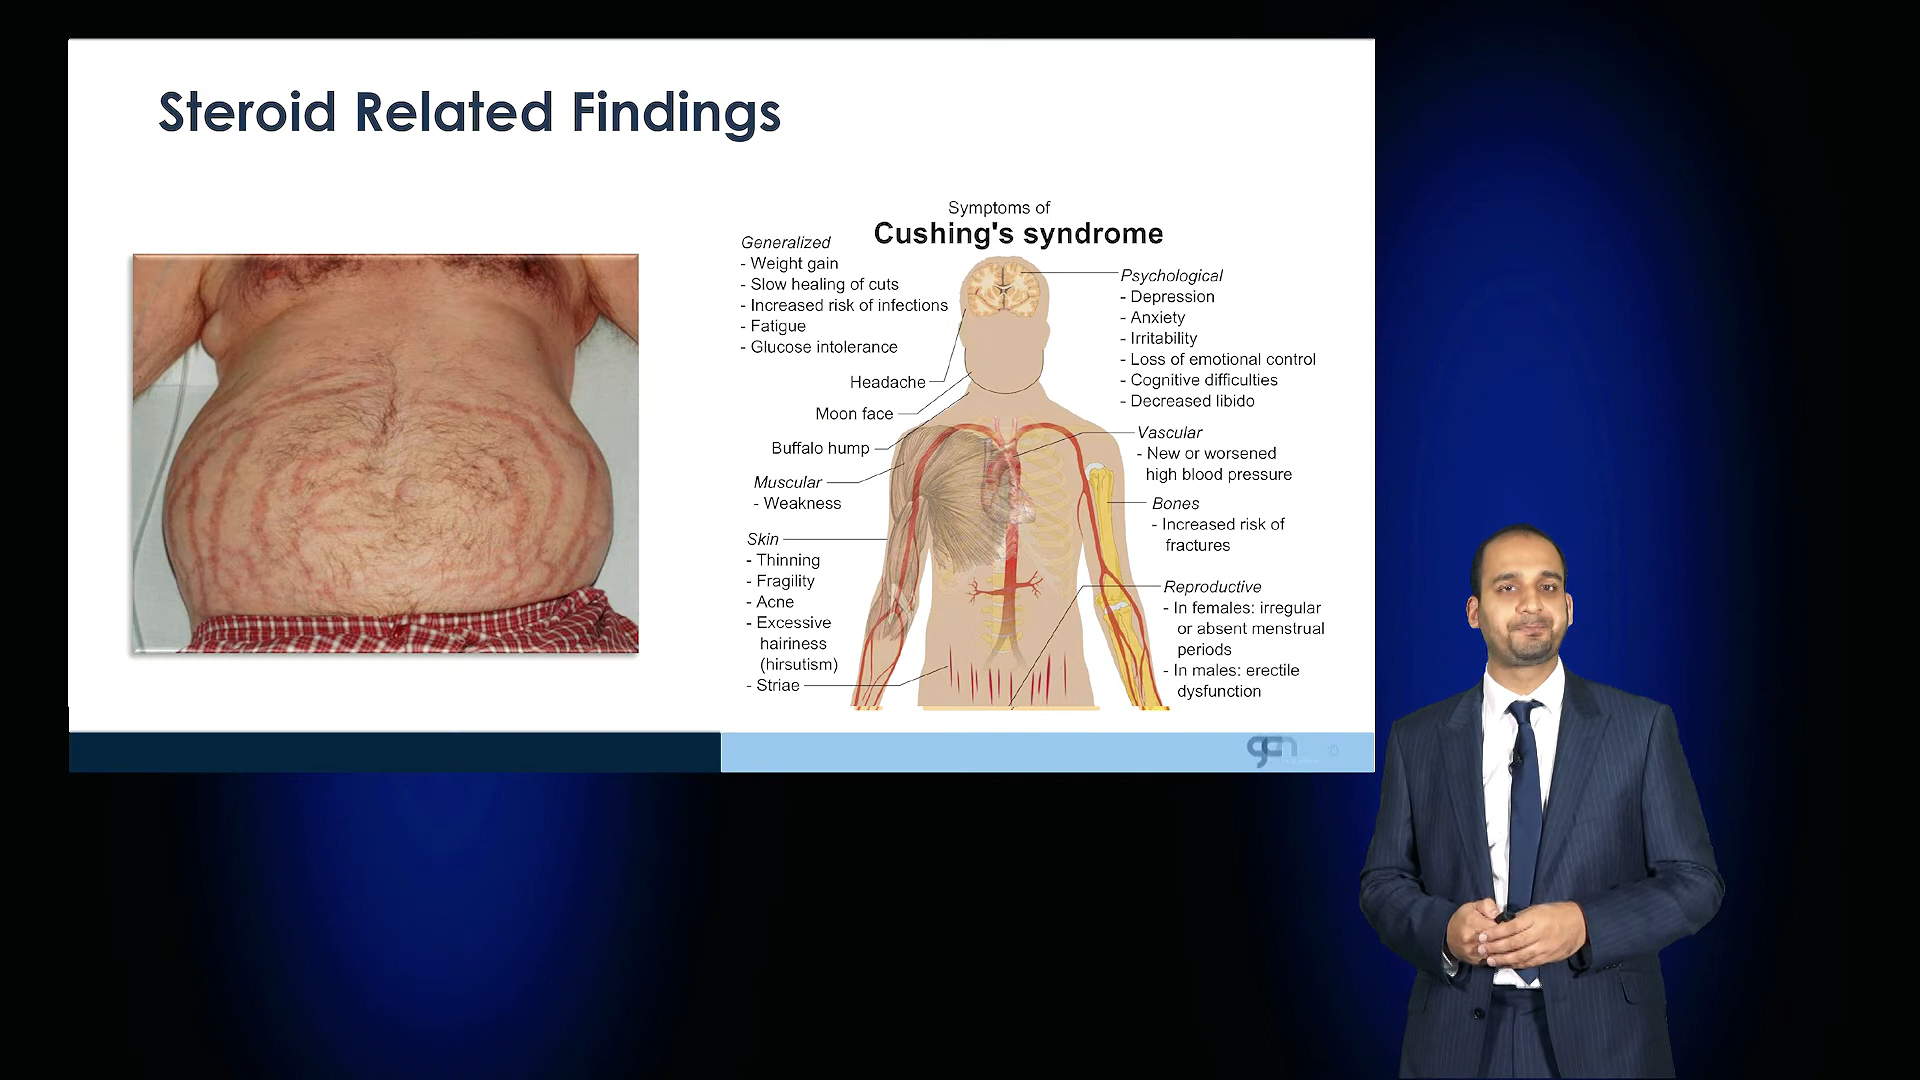 Steroid Related Findings
Symptoms of
Cushing's syndrome
Generalized
- Weight gain
- Slow healing of cuts
- Increased risk of infections
- Fatigue
- Glucose intolerance
Headache
Moon face
Buffalo hump
Muscular
- Weakness
Skin
- Thinning
- Fragility
- Acne
- Excessive
hairiness
(hirsutism)
- Striae
Psychological
- Depression
- Anxiety
- Irritability
- Loss of emotional control
- Cognitive difficulties
- Decreased libido
Vascular
- New or worsened
high blood pressure
Bones
- Increased risk of
fractures
Reproductive
- In females: irregular
or absent menstrual
periods
- In males: erectile
dysfunction